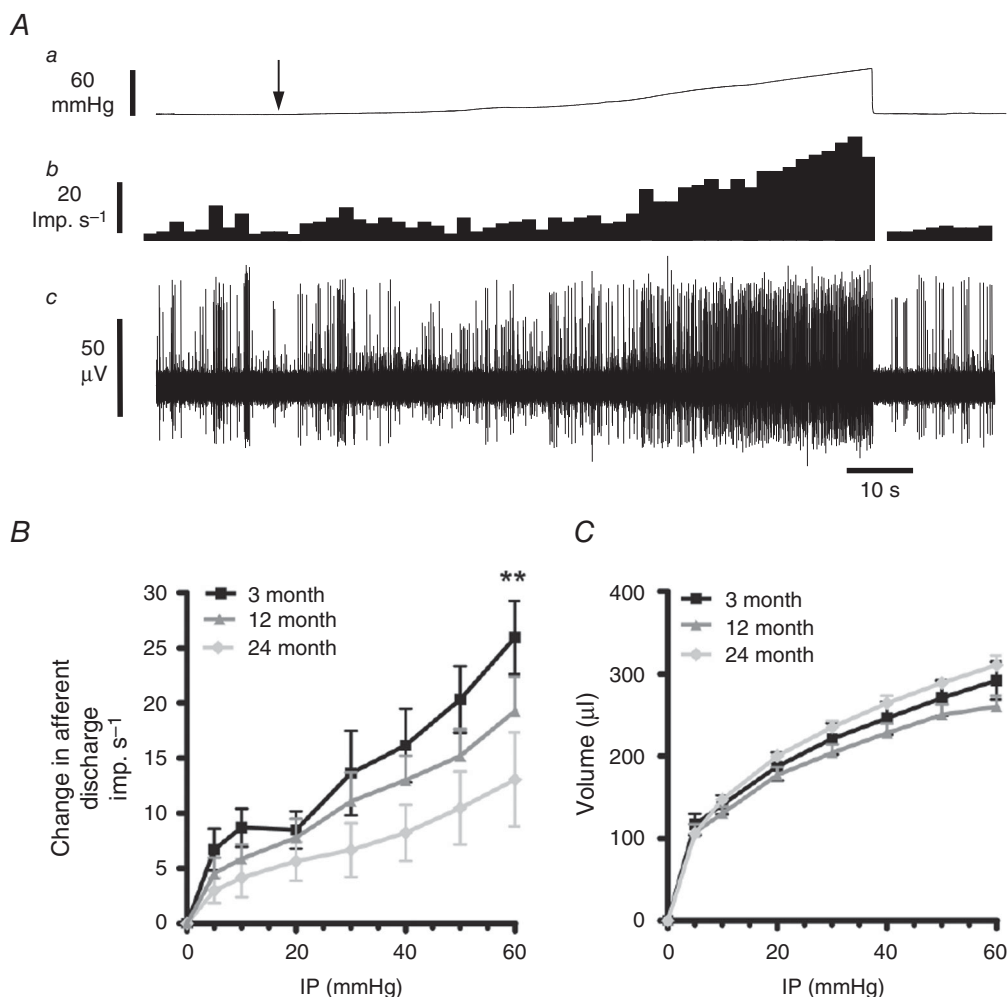 A
a
60
mmHg
b
20
Imp. s⁻¹
c
50
µV
10 s
B
Change in afferent
discharge
imp. s⁻¹
30
25
20
15
10
5
0
3 month
12 month
24 month
**
0 20 40 60
IP (mmHg)
C
Volume (µl)
400
300
200
100
0
3 month
12 month
24 month
0 20 40 60
IP (mmHg)